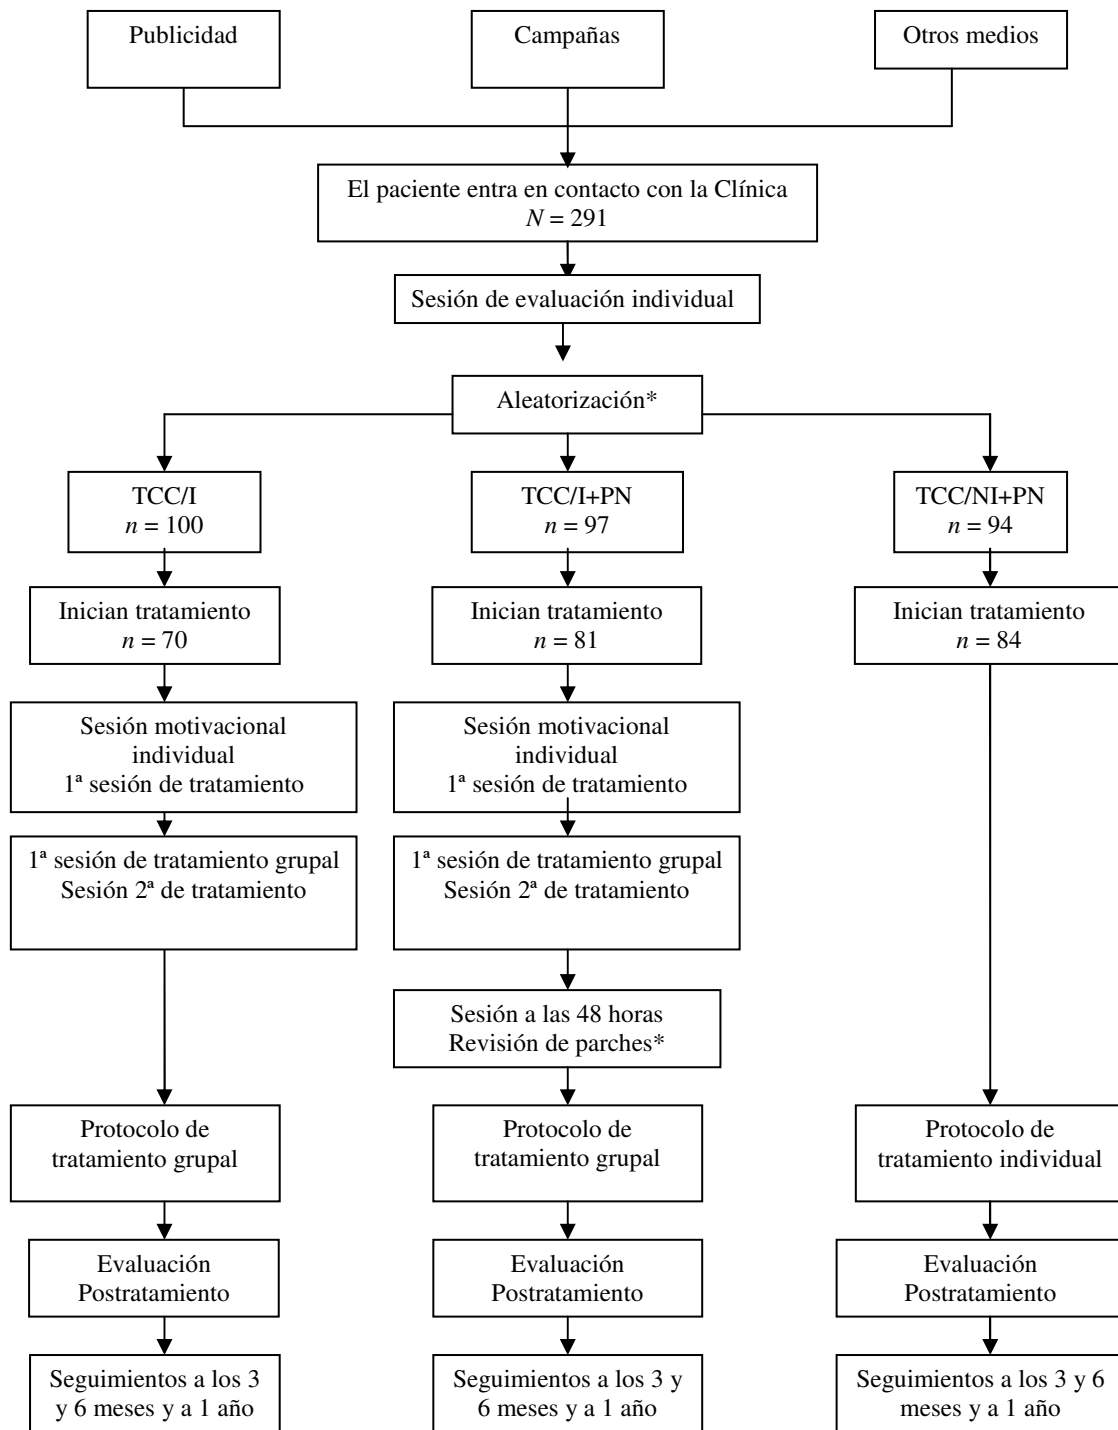 Publicidad
Campañas
Otros medios
El paciente entra en contacto con la Clínica
N = 291
Sesión de evaluación individual
Aleatorización*
TCC/I
n = 100
TCC/I+PN
n = 97
TCC/NI+PN
n = 94
Inician tratamiento
n = 70
Inician tratamiento
n = 81
Inician tratamiento
n = 84
Sesión motivacional
individual
1ª sesión de tratamiento
Sesión motivacional
individual
1ª sesión de tratamiento
1ª sesión de tratamiento grupal
Sesión 2ª de tratamiento
1ª sesión de tratamiento grupal
Sesión 2ª de tratamiento
Sesión a las 48 horas
Revisión de parches*
Protocolo de
tratamiento grupal
Protocolo de
tratamiento grupal
Protocolo de
tratamiento individual
Evaluación
Postratamiento
Evaluación
Postratamiento
Evaluación
Postratamiento
Seguimientos a los 3
y 6 meses y a 1 año
Seguimientos a los 3 y
6 meses y a 1 año
Seguimientos a los 3 y 6
meses y a 1 año